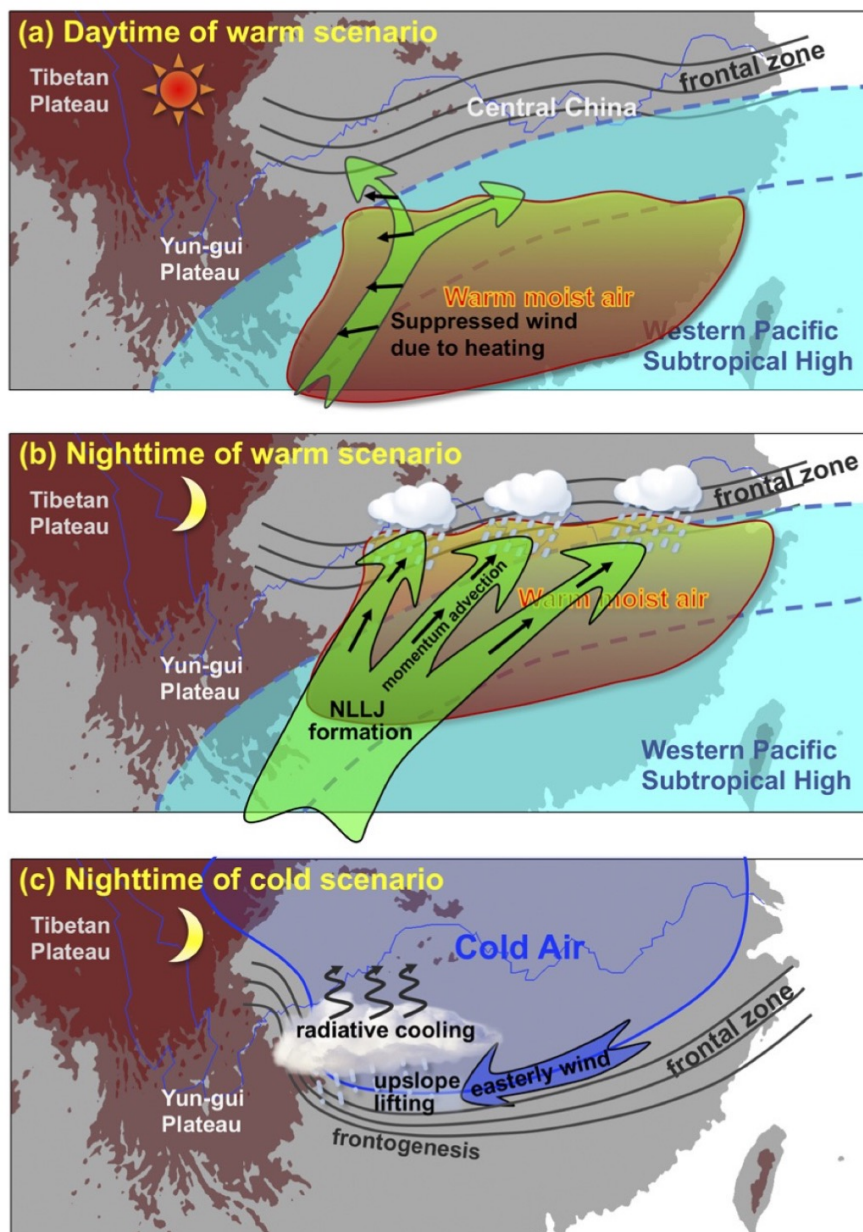 (a) Daytime of warm scenario
Tibetan
Plateau
frontal zone
Central China
Yun-gui
Plateau
Warm moist air
Suppressed wind
due to heating
Western Pacific
Subtropical High
(b) Nighttime of warm scenario
Tibetan
Plateau
frontal zone
momentum advection
Warm moist air
Yun-gui
Plateau
NLLJ
formation
Western Pacific
Subtropical High
(c) Nighttime of cold scenario
Tibetan
Plateau
Cold Air
radiative cooling
frontal zone
easterly wind
upslope
lifting
Yun-gui
Plateau
frontogenesis